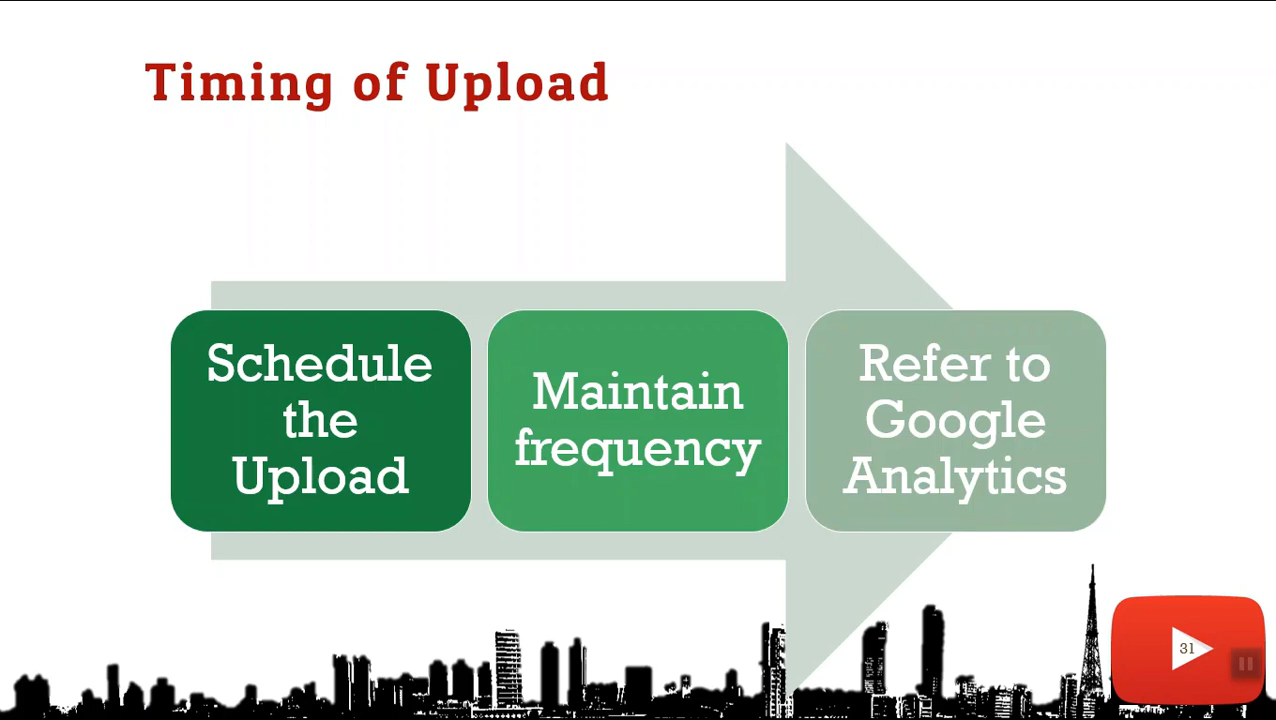 Timing of Upload
Schedule
the
Upload
Maintain
frequency
Refer to
Google
Analytics
31